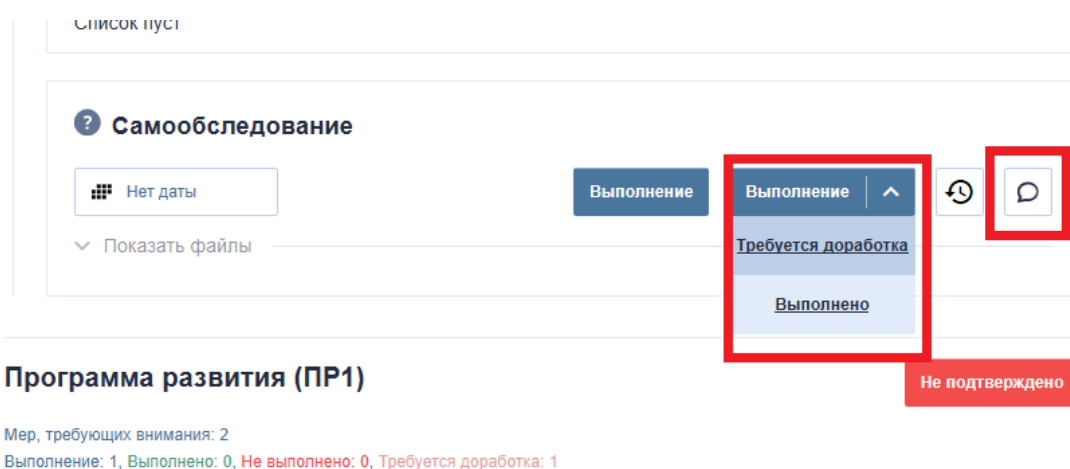 Список пуст
? Самообследование
Нет даты
Выполнение
Выполнение
Показать файлы
Требуется доработка
Выполнено
Программа развития (ПР1)
Не подтверждено
Мер, требующих внимания: 2
Выполнение: 1, Выполнено: 0, Не выполнено: 0, Требуется доработка: 1